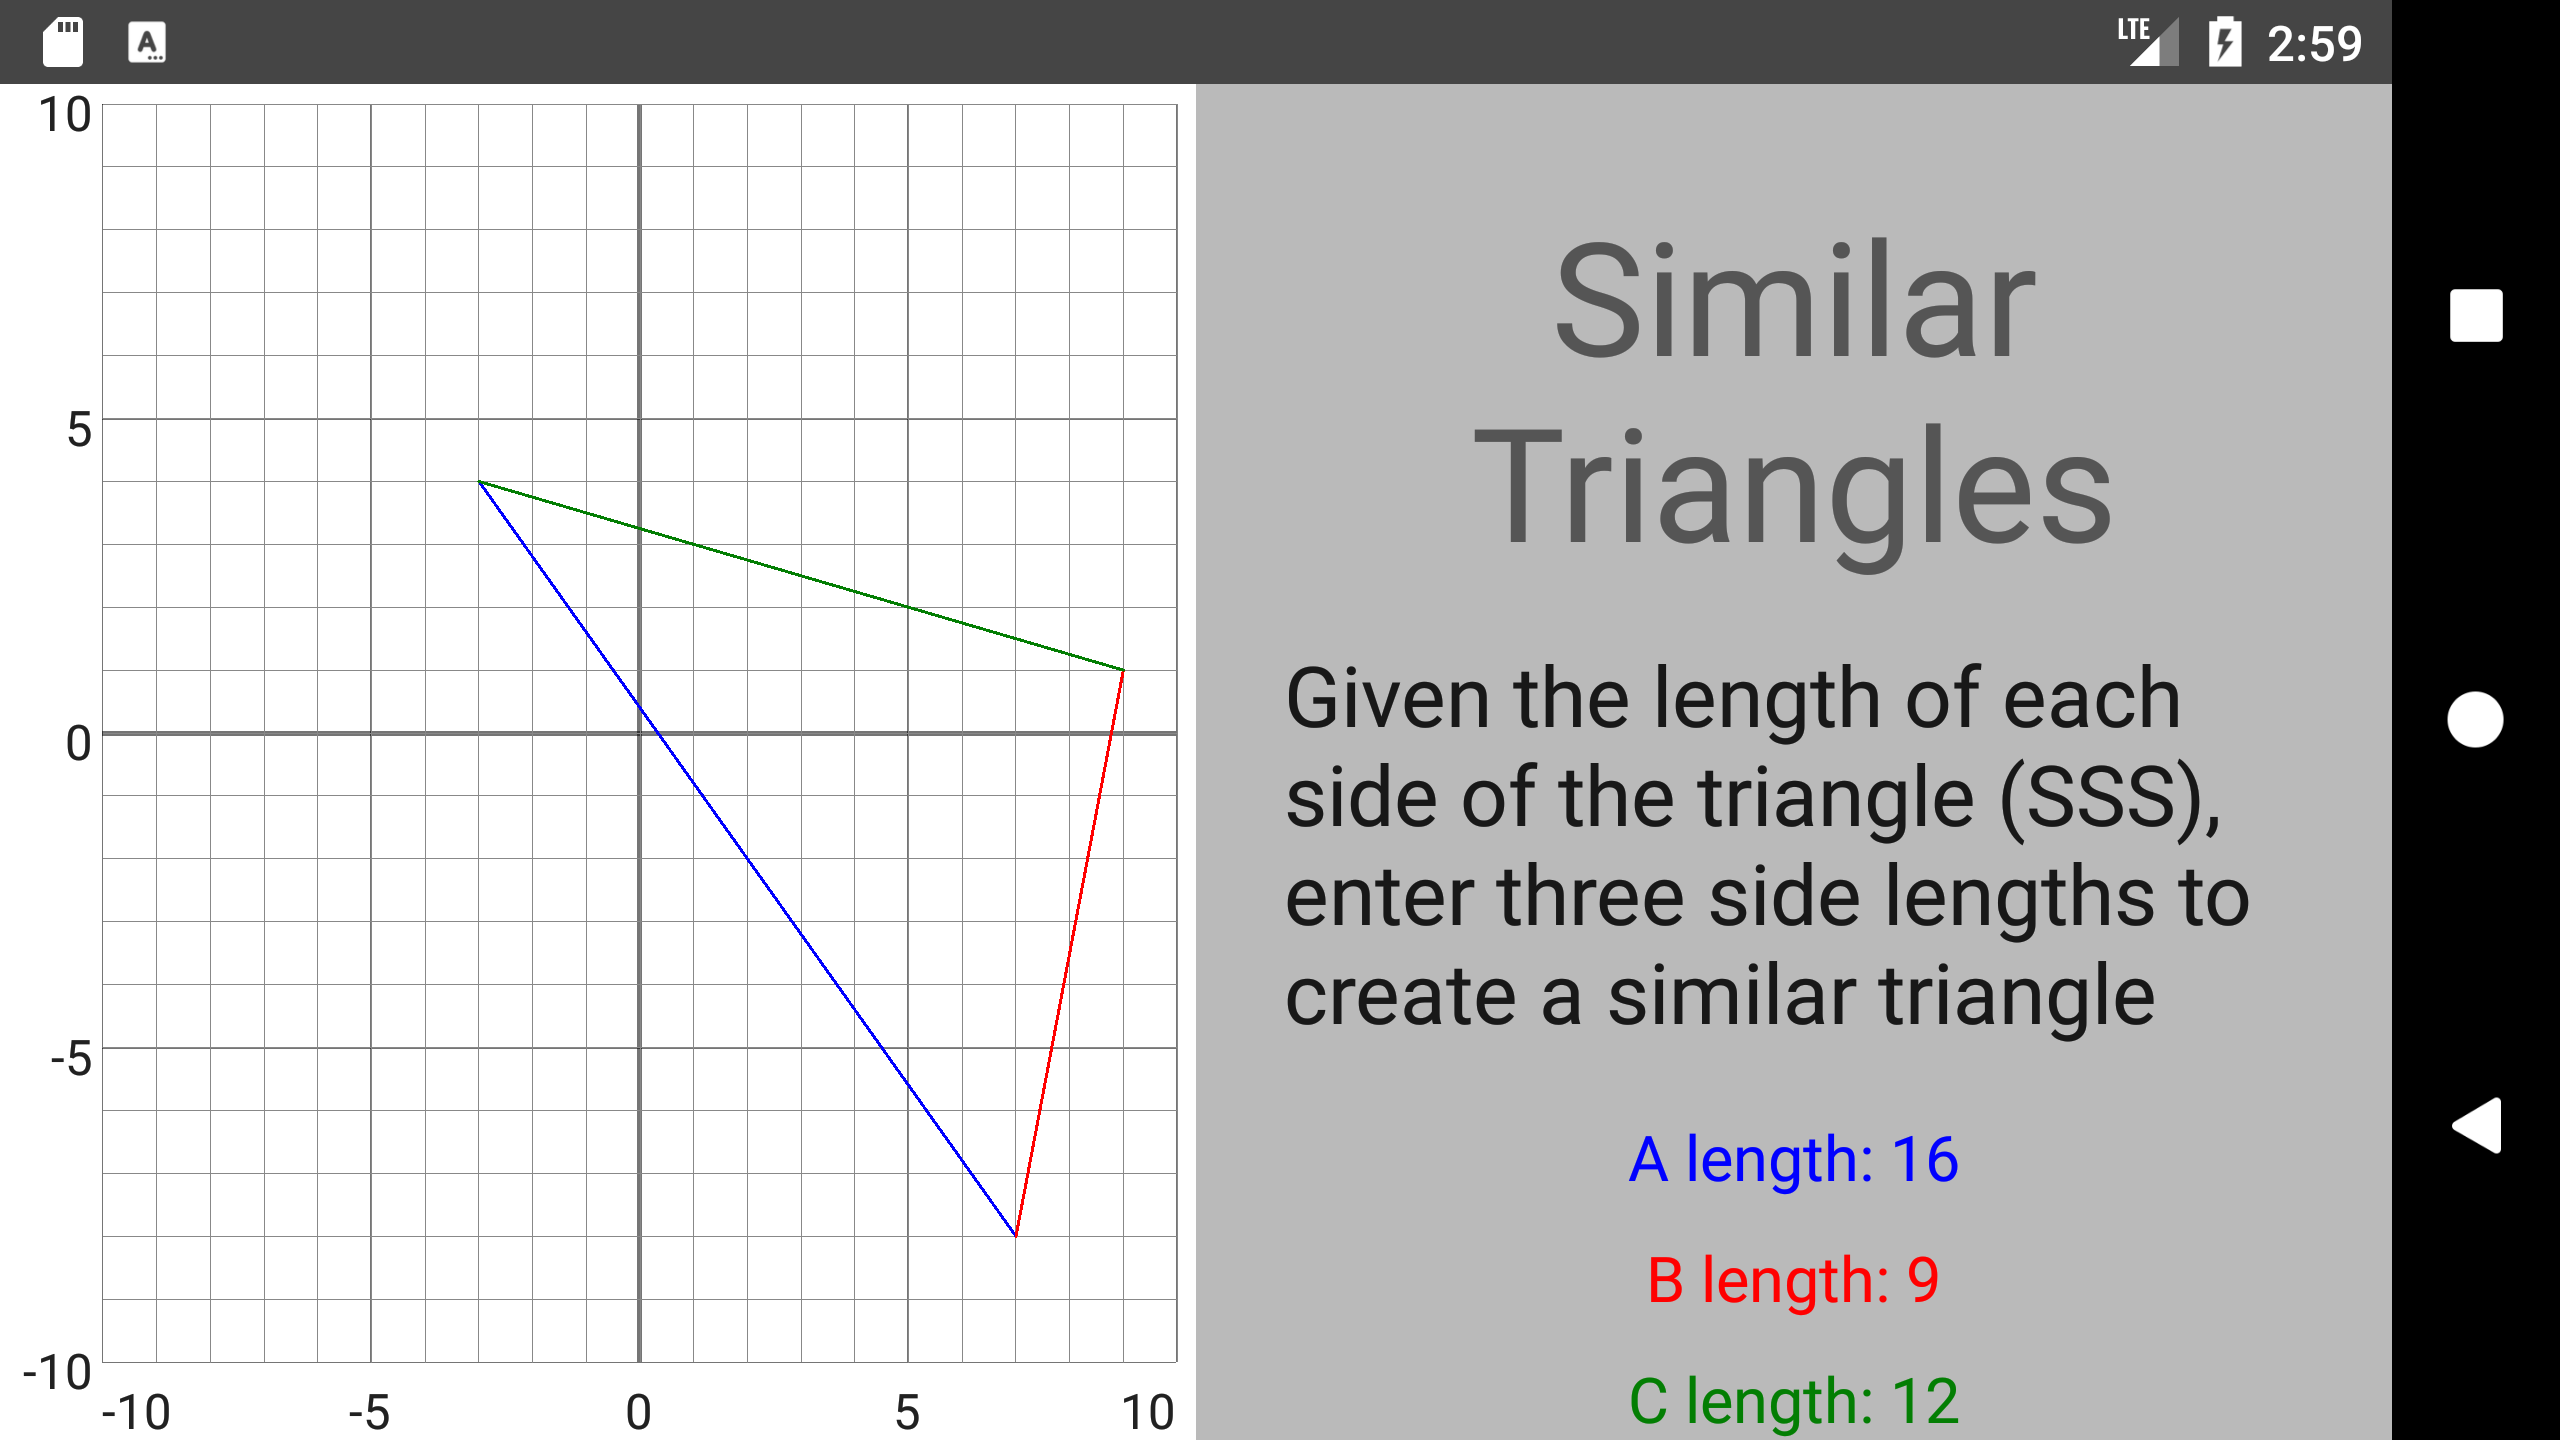 LTE 2:59
10
5
0
-5
-10
-10 -5 0 5 10
Similar
Triangles
Given the length of each
side of the triangle (SSS),
enter three side lengths to
create a similar triangle
A length: 16
B length: 9
C length: 12